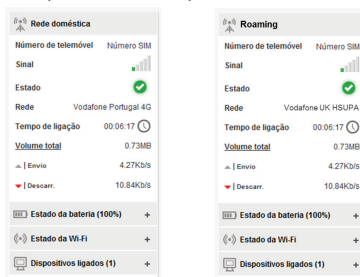 Rede doméstica
Número de telemóvel Número SIM
Sinal
Estado
Rede Vodafone Portugal 4G
Tempo de ligação 00:06:17
Volume total 0.73MB
| Envio 4.27Kb/s
| Descarr. 10.84Kb/s
Estado da bateria (100%) +
Estado da Wi-Fi +
Dispositivos ligados (1) +
Roaming
Número de telemóvel Número SIM
Sinal
Estado
Rede Vodafone UK HSUPA
Tempo de ligação 00:06:17
Volume total 0.73MB
| Envio 4.27Kb/s
| Descarr. 10.84Kb/s
Estado da bateria (100%) +
Estado da Wi-Fi +
Dispositivos ligados (1) +